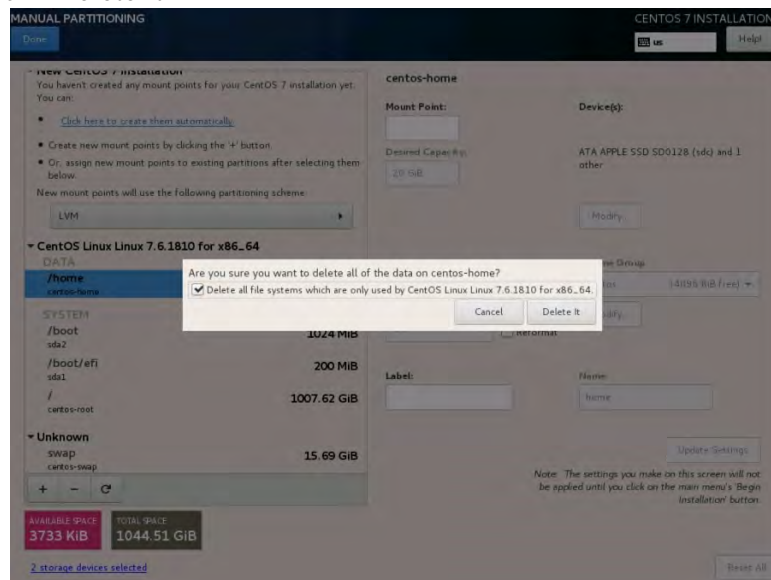 MANUAL PARTITIONING
CENTOS 7 INSTALLATION
Done
us
Help!
New CentOS 7 Installation
You haven't created any mount points for your CentOS 7 installation yet.
You can:
Click here to create them automatically.
Create new mount points by clicking the '+' button.
Or, assign new mount points to existing partitions after selecting them
below.
New mount points will use the following partitioning scheme:
LVM
CentOS Linux Linux 7.6.1810 for x86_64
DATA
/home
centos-home
SYSTEM
/boot
sda2
1024 MiB
/boot/efi
sda1
200 MiB
/
centos-root
1007.62 GiB
Unknown
swap
centos-swap
15.69 GiB
+ −
AVAILABLE SPACE
3733 KiB
TOTAL SPACE
1044.51 GiB
2 storage devices selected
centos-home
Mount Point:
Device(s):
Desired Capacity:
20 GiB
ATA APPLE SSD SD0128 (sdc) and 1
other
Modify...
Are you sure you want to delete all of the data on centos-home?
Delete all file systems which are only used by CentOS Linux Linux 7.6.1810 for x86_64.
Cancel
Delete It
Group
free)
Reformat
Label:
Name:
home
Update Settings
Note: The settings you make on this screen will not
be applied until you click on the main menu's 'Begin
Installation' button.
Reset All